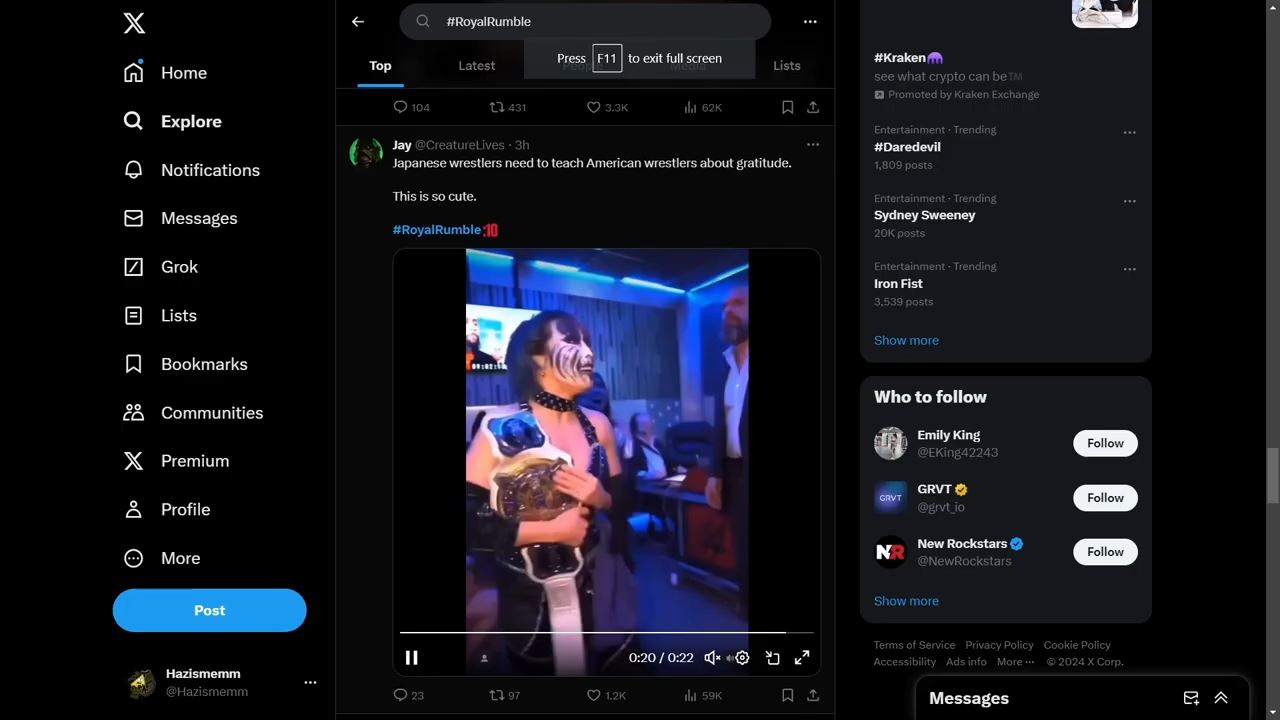 #RoyalRumble
Press F11 to exit full screen
Top
Latest
Lists
104
431
3.3K
62K
Home
Explore
Notifications
Messages
Grok
Lists
Bookmarks
Communities
Premium
Profile
More
Post
Hazismemm
@Hazismemm
Jay @CreatureLives · 3h
Japanese wrestlers need to teach American wrestlers about gratitude.
This is so cute.
#RoyalRumble
0:20 / 0:22
23
97
1.2K
59K
#Kraken
see what crypto can be™
Promoted by Kraken Exchange
Entertainment · Trending
#Daredevil
1,809 posts
Entertainment · Trending
Sydney Sweeney
20K posts
Entertainment · Trending
Iron Fist
3,539 posts
Show more
Who to follow
Emily King
@EKing42243
Follow
GRVT
@grvt_io
Follow
New Rockstars
@NewRockstars
Follow
Show more
Terms of Service Privacy Policy Cookie Policy
Accessibility Ads info More ··· © 2024 X Corp.
Messages